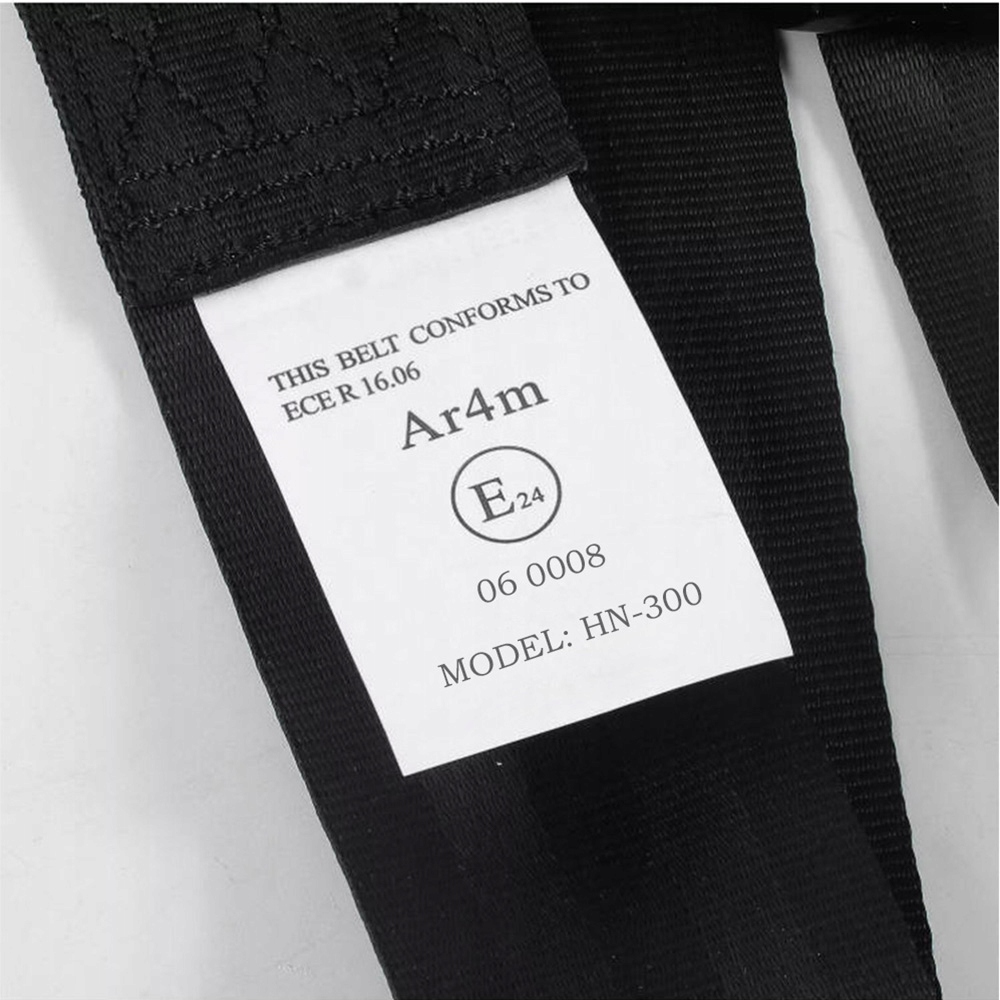 THIS BELT CONFORMS TO
ECE R 16.06
Ar4m
E24
06 0008
MODEL: HN-300